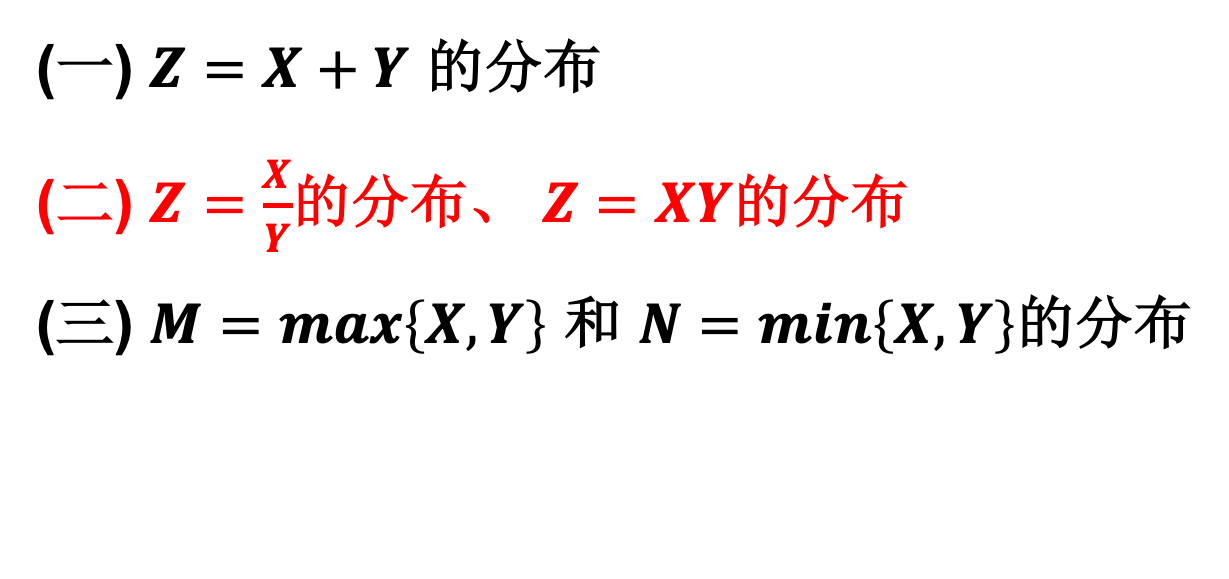 (一) Z = X + Y 的分布
(二) Z = X/Y的分布、 Z = XY的分布
(三) M = max{X, Y} 和 N = min{X, Y}的分布